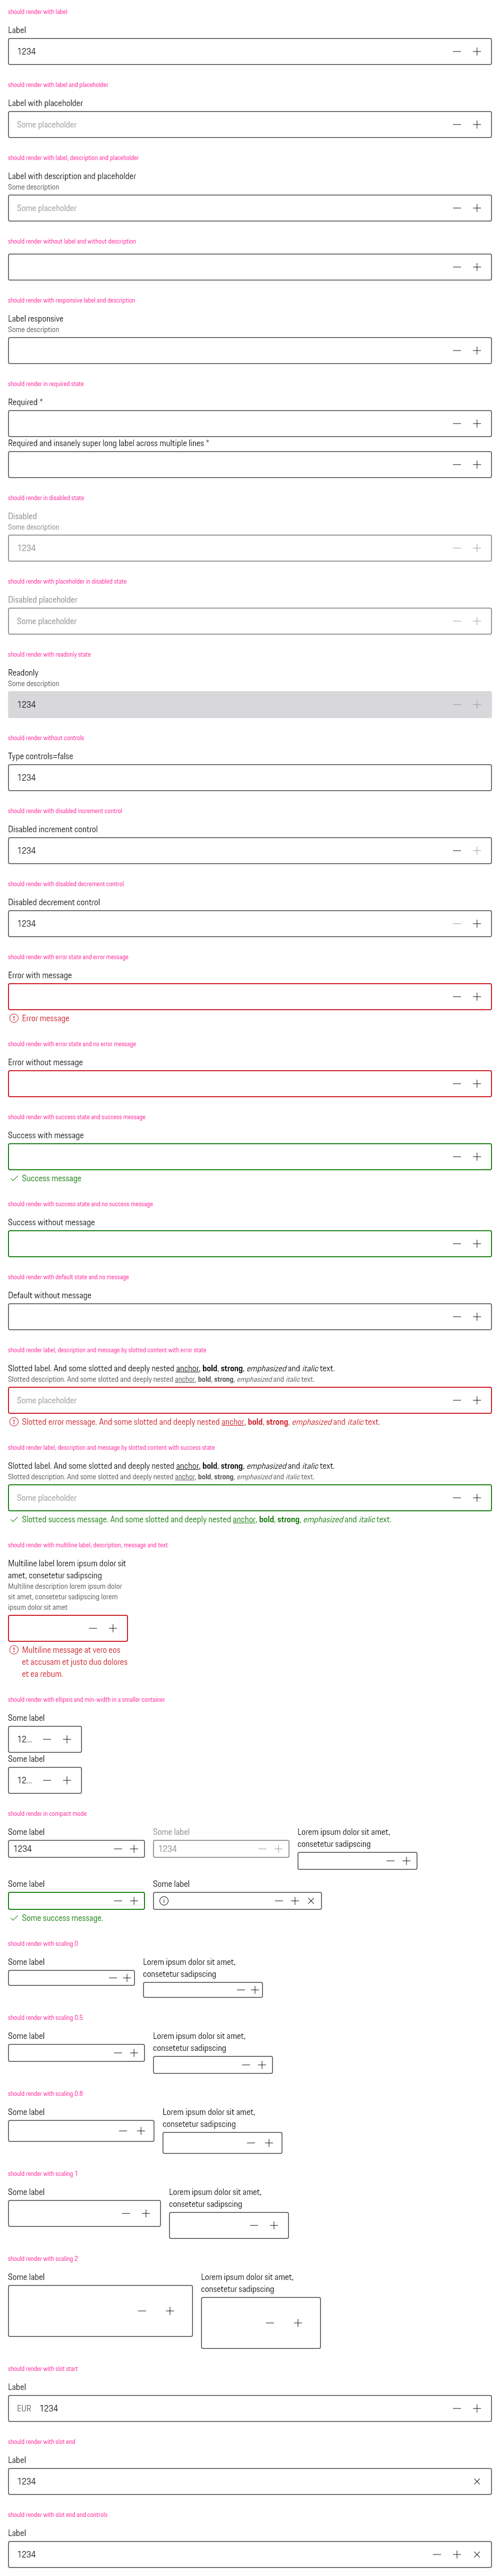 should render with label
Label
1234
should render with label and placeholder
Label with placeholder
Some placeholder
should render with label, description and placeholder
Label with description and placeholder
Some description
Some placeholder
should render without label and without description
should render with responsive label and description
Label responsive
Some description
should render in required state
Required *
Required and insanely super long label across multiple lines *
should render in disabled state
Disabled
Some description
1234
should render with placeholder in disabled state
Disabled placeholder
Some placeholder
should render with readonly state
Readonly
Some description
1234
should render without controls
Type controls=false
1234
should render with disabled increment control
Disabled increment control
1234
should render with disabled decrement control
Disabled decrement control
1234
should render with error state and error message
Error with message
Error message
should render with error state and no error message
Error without message
should render with success state and success message
Success with message
Success message
should render with success state and no success message
Success without message
should render with default state and no message
Default without message
should render label, description and message by slotted content with error state
Slotted label. And some slotted and deeply nested anchor, bold, strong, emphasized and italic text.
Slotted description. And some slotted and deeply nested anchor, bold, strong, emphasized and italic text.
Some placeholder
Slotted error message. And some slotted and deeply nested anchor, bold, strong, emphasized and italic text.
should render label, description and message by slotted content with success state
Slotted label. And some slotted and deeply nested anchor, bold, strong, emphasized and italic text.
Slotted description. And some slotted and deeply nested anchor, bold, strong, emphasized and italic text.
Some placeholder
Slotted success message. And some slotted and deeply nested anchor, bold, strong, emphasized and italic text.
should render with multiline label, description, message and text
Multiline label lorem ipsum dolor sit
amet, consetetur sadipscing
Multiline description lorem ipsum dolor
sit amet, consetetur sadipscing lorem
ipsum dolor sit amet
Multiline message at vero eos
et accusam et justo duo dolores
et ea rebum.
should render with ellipsis and min-width in a smaller container
Some label
12...
Some label
12...
should render in compact mode
Some label
1234
Some label
1234
Lorem ipsum dolor sit amet,
consetetur sadipscing
Some label
Some success message.
Some label
should render with scaling 0
Some label
Lorem ipsum dolor sit amet,
consetetur sadipscing
should render with scaling 0.5
Some label
Lorem ipsum dolor sit amet,
consetetur sadipscing
should render with scaling 0.8
Some label
Lorem ipsum dolor sit amet,
consetetur sadipscing
should render with scaling 1
Some label
Lorem ipsum dolor sit amet,
consetetur sadipscing
should render with scaling 2
Some label
Lorem ipsum dolor sit amet,
consetetur sadipscing
should render with slot start
Label
EUR 1234
should render with slot end
Label
1234
should render with slot end and controls
Label
1234